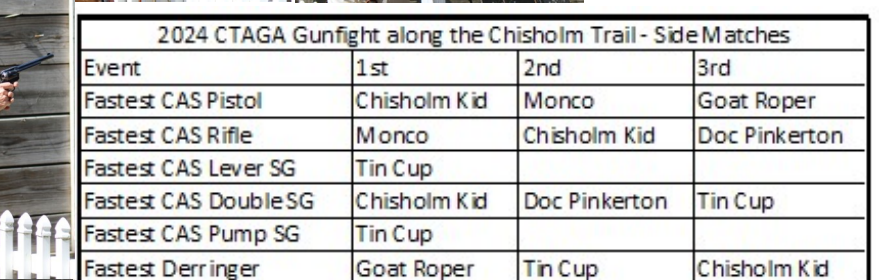 2024 CTAGA Gunfight along the Chisholm Trail - Side Matches
Event 1st 2nd 3rd
Fastest CAS Pistol Chisholm Kid Monco Goat Roper
Fastest CAS Rifle Monco Chisholm Kid Doc Pinkerton
Fastest CAS Lever SG Tin Cup
Fastest CAS Double SG Chisholm Kid Doc Pinkerton Tin Cup
Fastest CAS Pump SG Tin Cup
Fastest Derringer Goat Roper Tin Cup Chisholm Kid